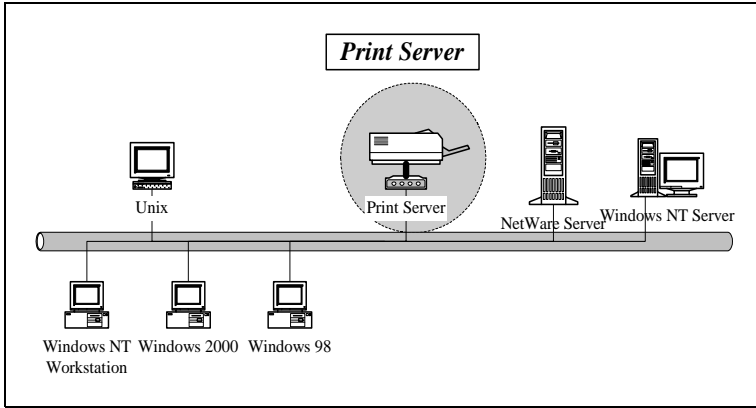 Print Server
Unix
Print Server
NetWare Server
Windows NT Server
Windows NT
Workstation
Windows 2000
Windows 98